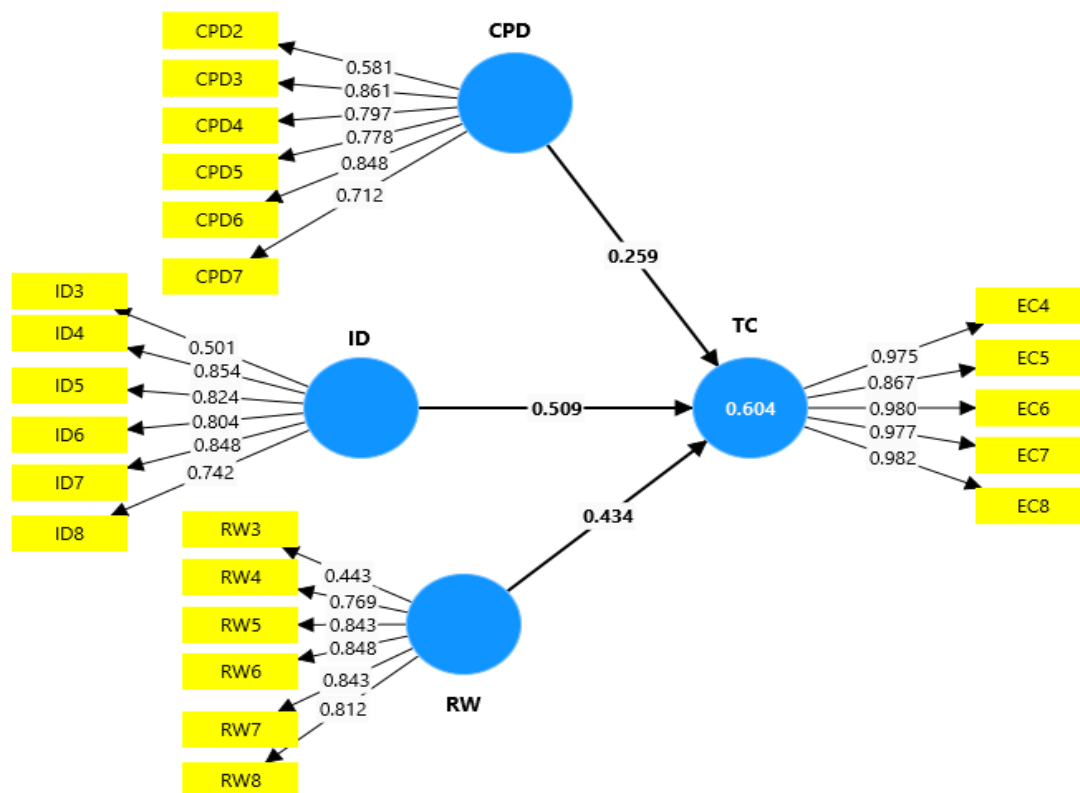 CPD
CPD2
0.581
CPD3
0.861
CPD4
0.797
CPD5
0.778
CPD6
0.848
CPD7
0.712
0.259
ID
ID3
0.501
ID4
0.854
ID5
0.824
ID6
0.804
ID7
0.848
ID8
0.742
0.509
TC
0.604
EC4
0.975
EC5
0.867
EC6
0.980
EC7
0.977
EC8
0.982
0.434
RW3
0.443
RW4
0.769
RW5
0.843
RW6
0.848
RW7
0.843
RW8
0.812
RW